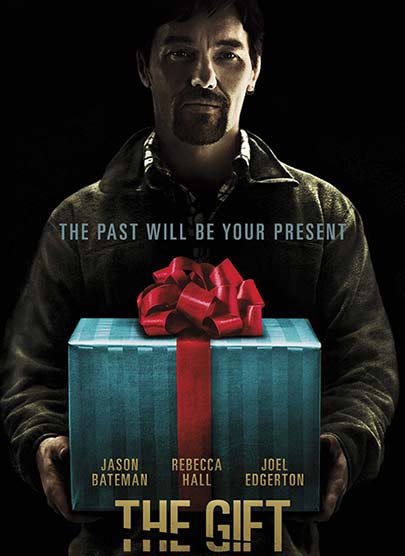 THE PAST WILL BE YOUR PRESENT
JASON BATEMAN
REBECCA HALL
JOEL EDGERTON
THE GIFT